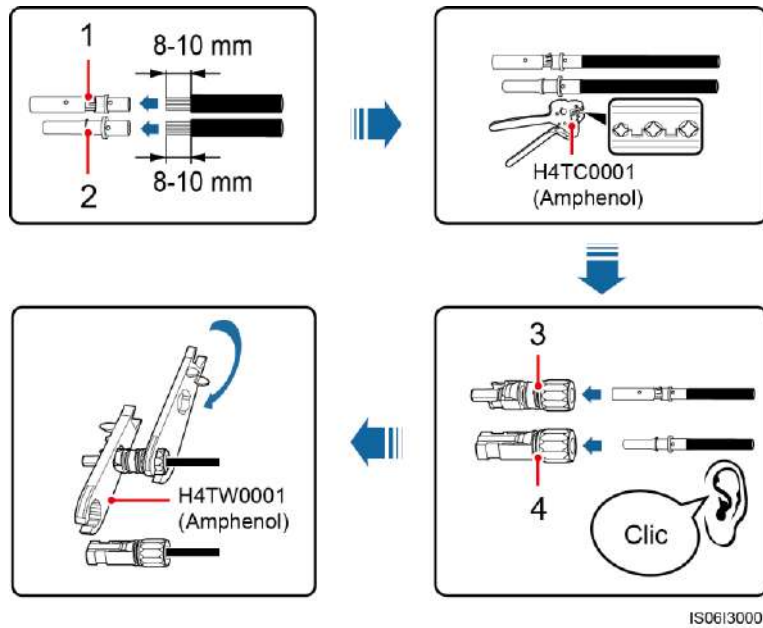 1
8-10 mm
2
8-10 mm
H4TC0001
(Amphenol)
3
4
Clic
H4TW0001
(Amphenol)
IS06I3000